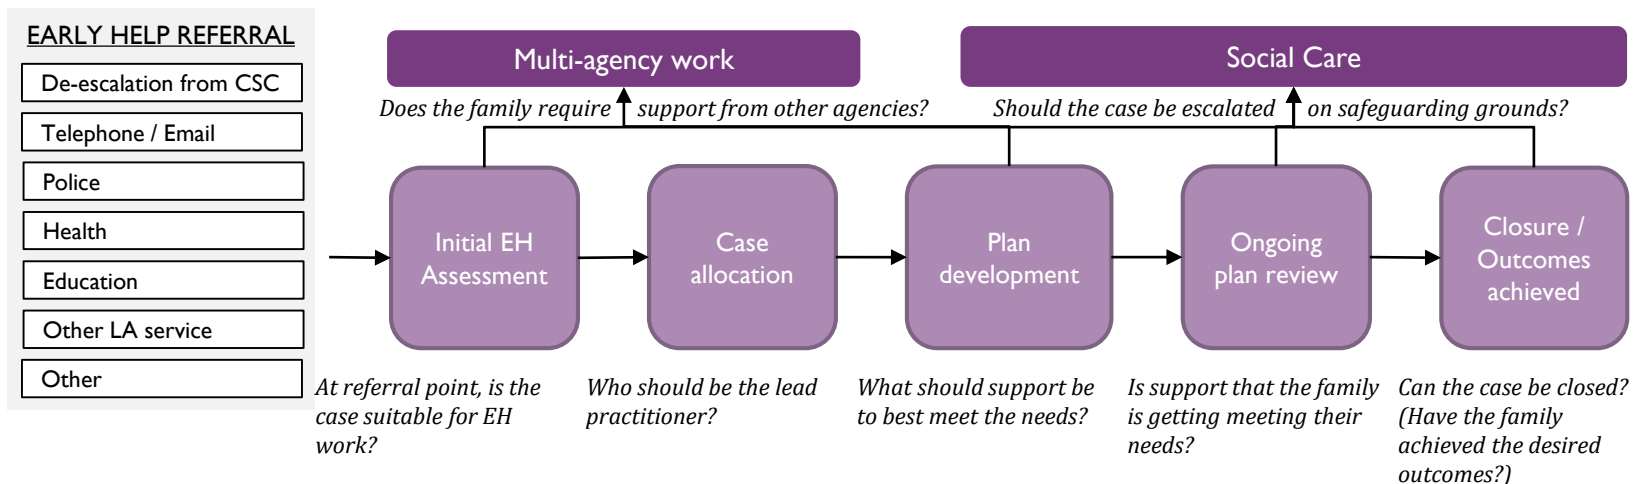 EARLY HELP REFERRAL
De-escalation from CSC
Telephone / Email
Police
Health
Education
Other LA service
Other
Multi-agency work
Social Care
Does the family require support from other agencies?
Should the case be escalated on safeguarding grounds?
Initial EH
Assessment
Case
allocation
Plan
development
Ongoing
plan review
Closure /
Outcomes
achieved
At referral point, is the
case suitable for EH
work?
Who should be the lead
practitioner?
What should support be
to best meet the needs?
Is support that the family
is getting meeting their
needs?
Can the case be closed?
(Have the family
achieved the desired
outcomes?)